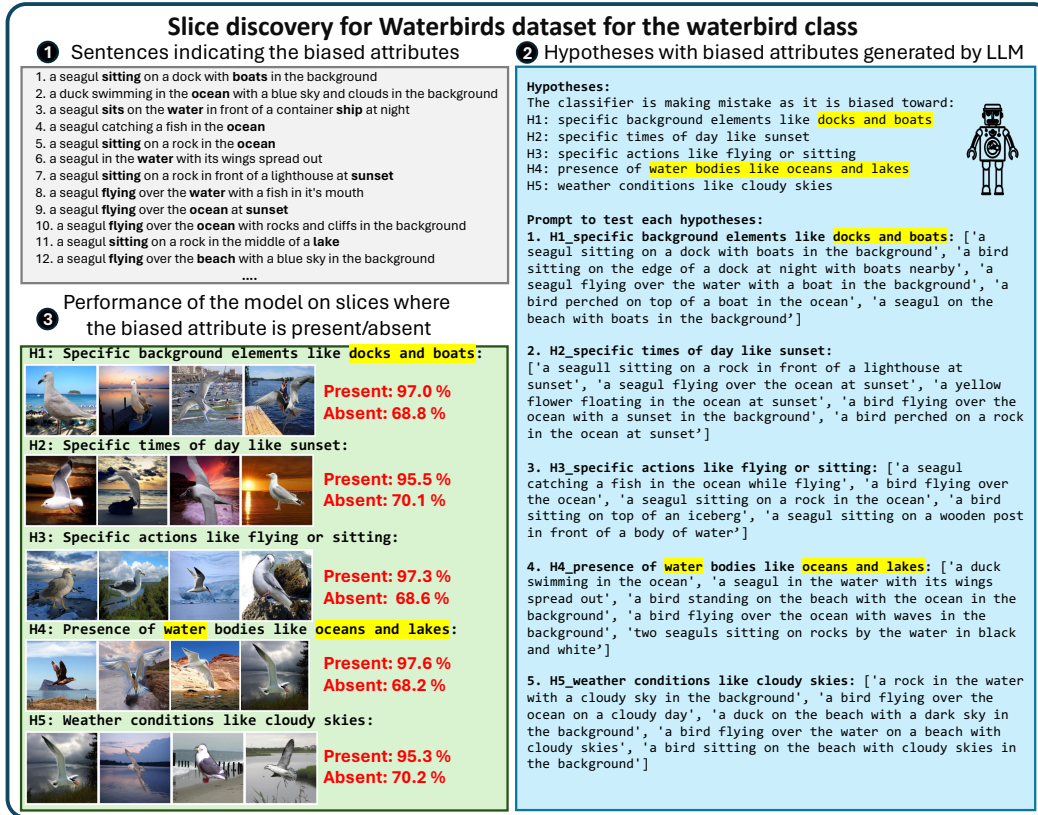 Slice discovery for Waterbirds dataset for the waterbird class
1 Sentences indicating the biased attributes
1. a seagul sitting on a dock with boats in the background
2. a duck swimming in the ocean with a blue sky and clouds in the background
3. a seagul sits on the water in front of a container ship at night
4. a seagul catching a fish in the ocean
5. a seagul sitting on a rock in the ocean
6. a seagul in the water with its wings spread out
7. a seagul sitting on a rock in front of a lighthouse at sunset
8. a seagul flying over the water with a fish in it's mouth
9. a seagul flying over the ocean at sunset
10. a seagul flying over the ocean with rocks and cliffs in the background
11. a seagul sitting on a rock in the middle of a lake
12. a seagul flying over the beach with a blue sky in the background
....
3 Performance of the model on slices where
the biased attribute is present/absent
H1: Specific background elements like docks and boats:
Present: 97.0 %
Absent: 68.8 %
H2: Specific times of day like sunset:
Present: 95.5 %
Absent: 70.1 %
H3: Specific actions like flying or sitting:
Present: 97.3 %
Absent: 68.6 %
H4: Presence of water bodies like oceans and lakes:
Present: 97.6 %
Absent: 68.2 %
H5: Weather conditions like cloudy skies:
Present: 95.3 %
Absent: 70.2 %
2 Hypotheses with biased attributes generated by LLM
Hypotheses:
The classifier is making mistake as it is biased toward:
H1: specific background elements like docks and boats
H2: specific times of day like sunset
H3: specific actions like flying or sitting
H4: presence of water bodies like oceans and lakes
H5: weather conditions like cloudy skies
Prompt to test each hypotheses:
1. H1_specific background elements like docks and boats: ['a
seagul sitting on a dock with boats in the background', 'a bird
sitting on the edge of a dock at night with boats nearby', 'a
seagul flying over the water with a boat in the background', 'a
bird perched on top of a boat in the ocean', 'a seagul on the
beach with boats in the background’]
2. H2_specific times of day like sunset:
['a seagull sitting on a rock in front of a lighthouse at
sunset', 'a seagul flying over the ocean at sunset', 'a yellow
flower floating in the ocean at sunset', 'a bird flying over the
ocean with a sunset in the background', 'a bird perched on a rock
in the ocean at sunset’]
3. H3_specific actions like flying or sitting: ['a seagul
catching a fish in the ocean while flying', 'a bird flying over
the ocean', 'a seagul sitting on a rock in the ocean', 'a bird
sitting on top of an iceberg', 'a seagul sitting on a wooden post
in front of a body of water’]
4. H4_presence of water bodies like oceans and lakes: ['a duck
swimming in the ocean', 'a seagul in the water with its wings
spread out', 'a bird standing on the beach with the ocean in the
background', 'a bird flying over the ocean with waves in the
background', 'two seaguls sitting on rocks by the water in black
and white’]
5. H5_weather conditions like cloudy skies: ['a rock in the water
with a cloudy sky in the background', 'a bird flying over the
ocean on a cloudy day', 'a duck on the beach with a dark sky in
the background', 'a bird flying over the water on a beach with
cloudy skies', 'a bird sitting on the beach with cloudy skies in
the background']